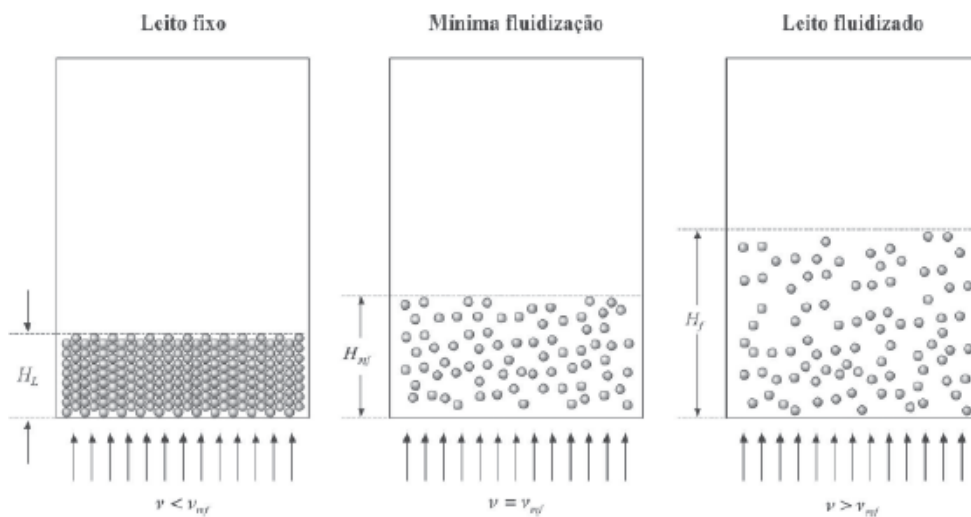 Leito fixo
Mínima fluidização
Leito fluidizado
H_L
H_mf
H_f
v < v_mf
v = v_mf
v > v_mf